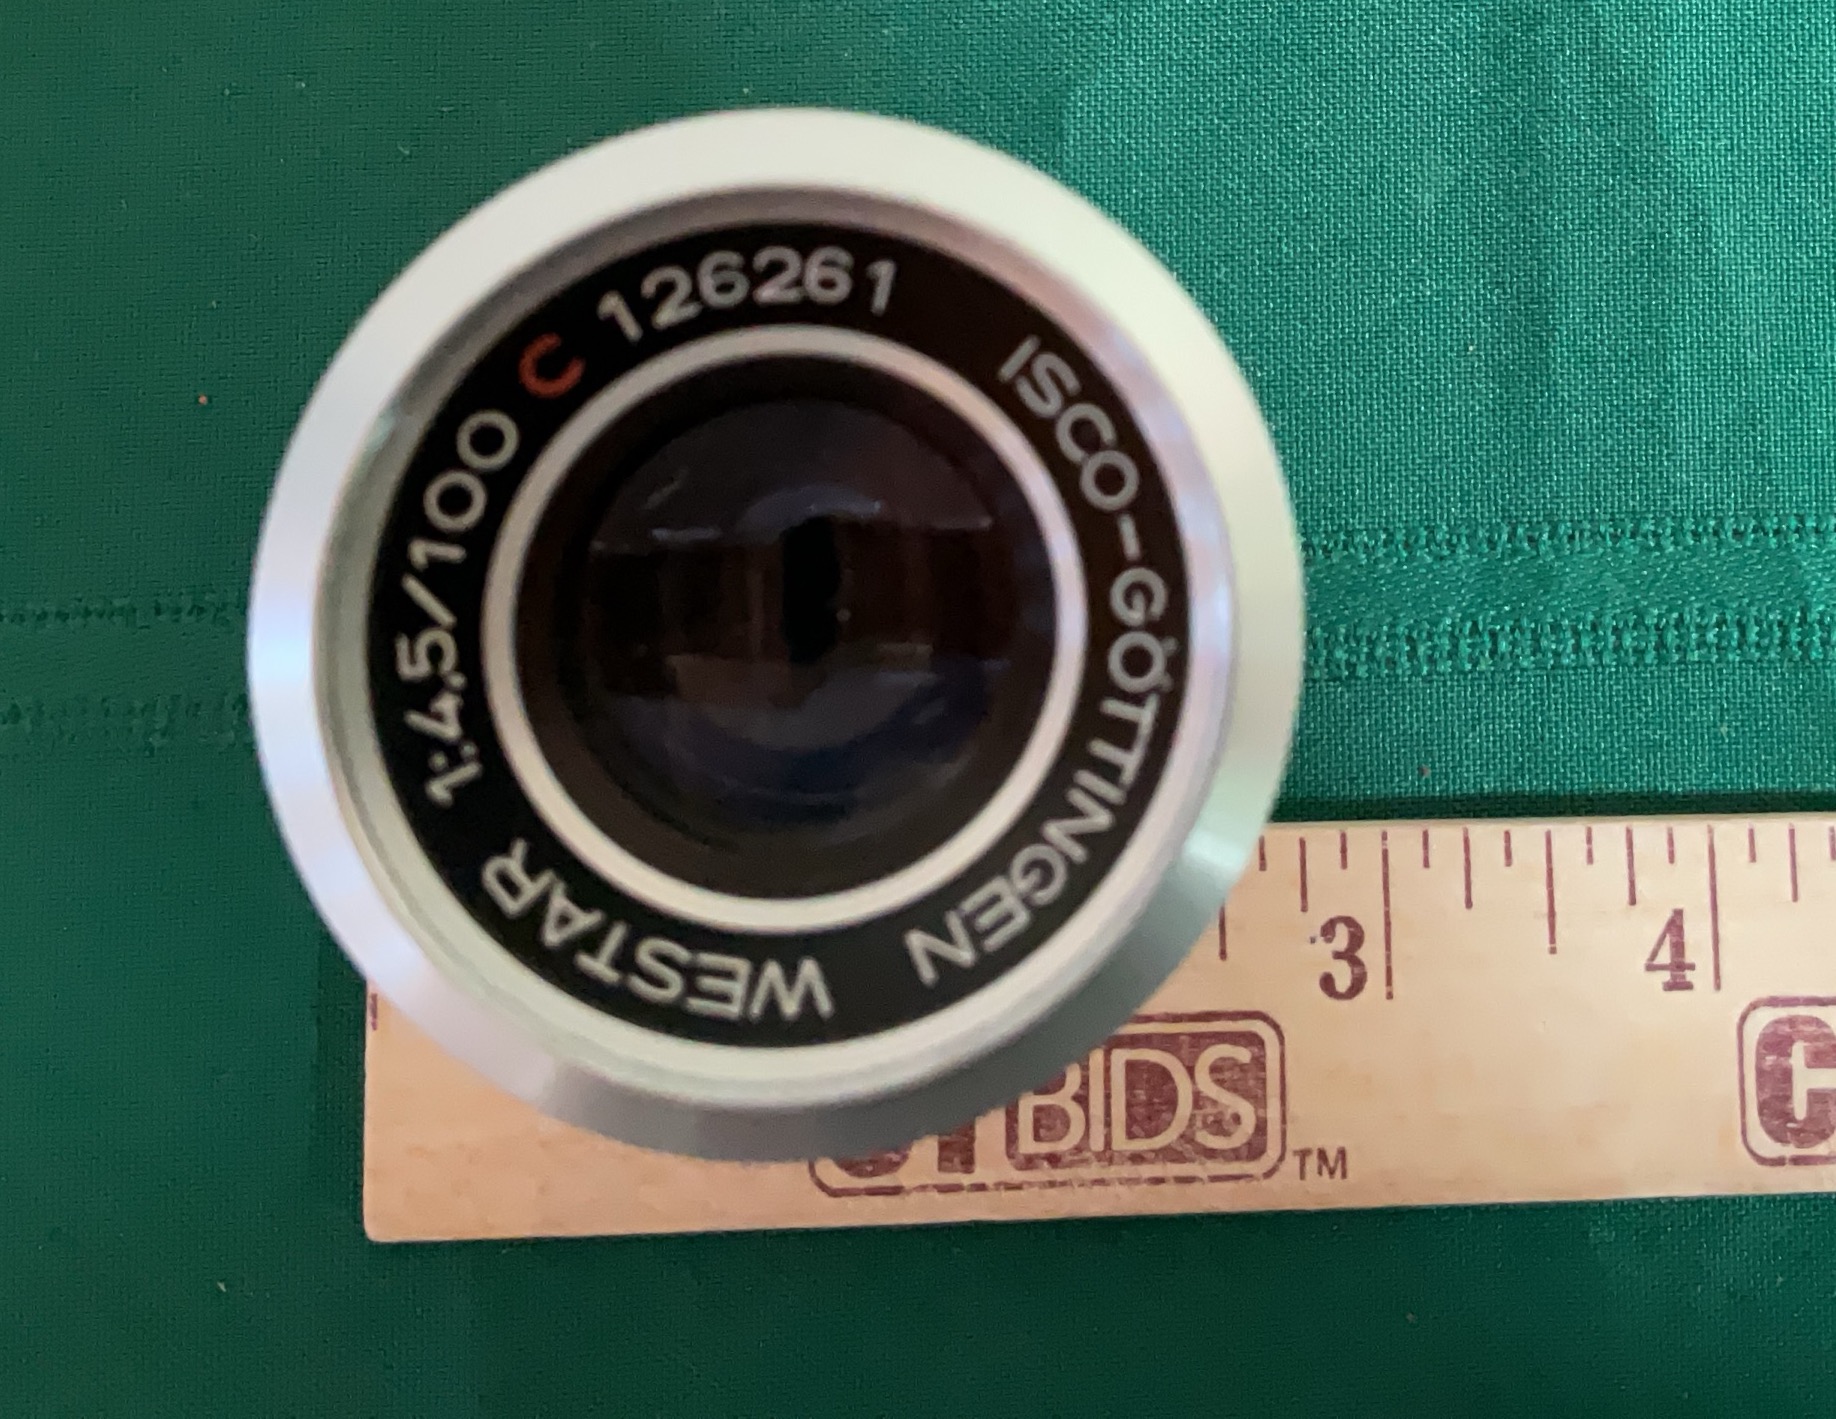 WESTAR 1:4.5/100 C 126261
ISCO-GÖTTINGEN
3 4
BIDS TM
C